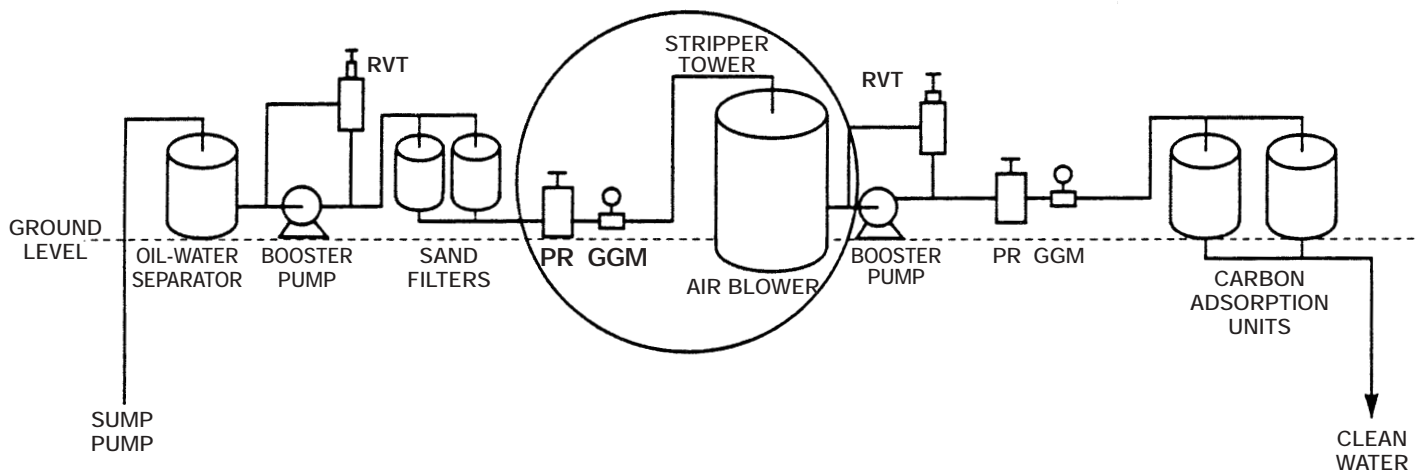 STRIPPER
TOWER
RVT
RVT
GROUND
LEVEL
OIL-WATER
SEPARATOR
BOOSTER
PUMP
SAND
FILTERS
PR GGM
AIR BLOWER
BOOSTER
PUMP
PR GGM
CARBON
ADSORPTION
UNITS
SUMP
PUMP
CLEAN
WATER